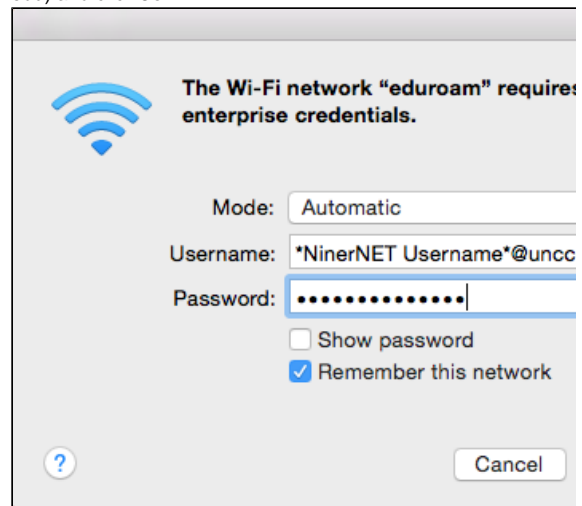 The Wi-Fi network “eduroam” requires
enterprise credentials.
Mode: Automatic
Username: *NinerNET Username*@uncc
Password: ••••••••••••••
Show password
Remember this network
? Cancel